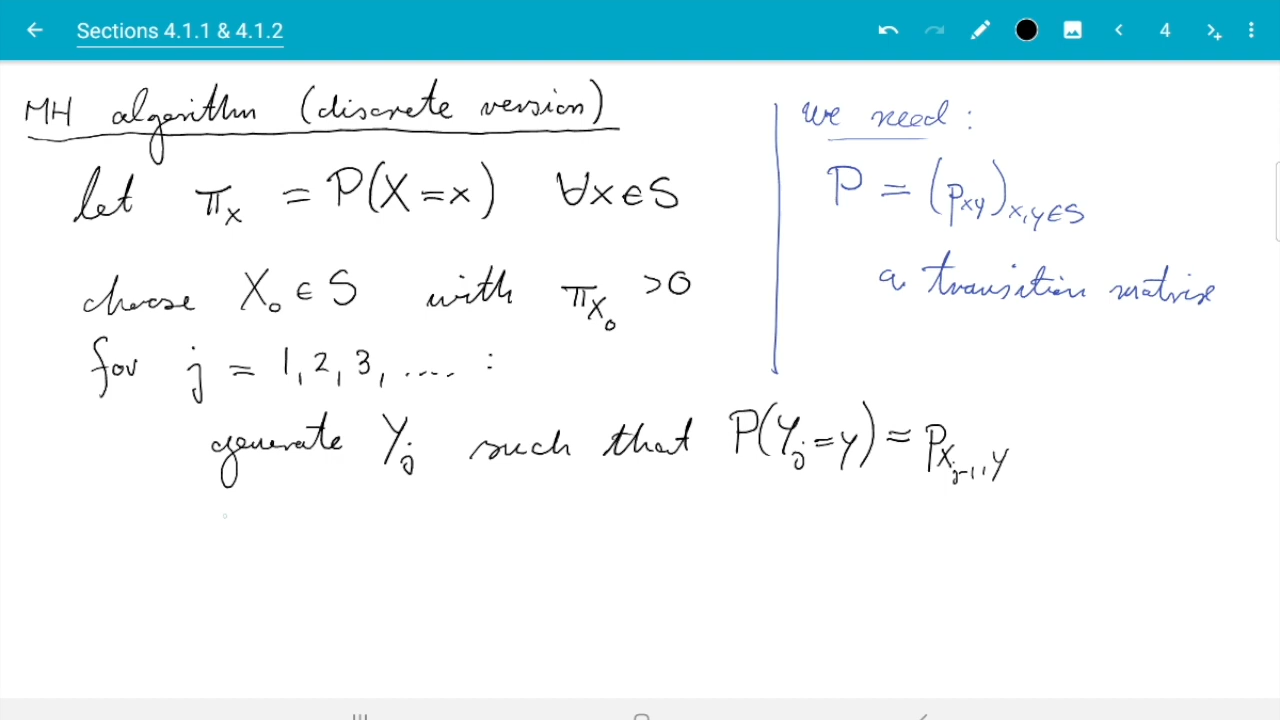 Sections 4.1.1 & 4.1.2
4
MH algorithm (discrete version)
let π_x = P(X=x) ∀x∈S
choose X_0 ∈ S with π_{X_0} >0
for j = 1, 2, 3, .... :
generate Y_j such that P(Y_j=y) = p_{X_{j-1},y}
we need :
P = (p_{xy})_{x,y∈S}
a transition matrix